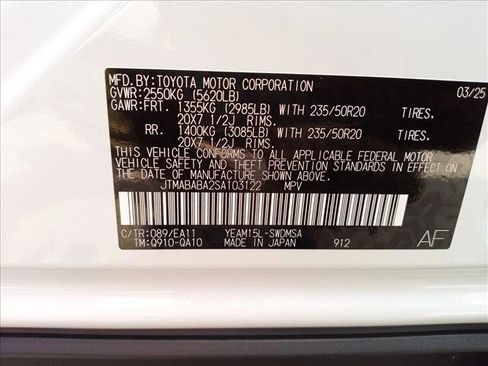 MFD.BY:TOYOTA MOTOR CORPORATION 03/25
GVWR:2550KG (5620LB)
GAWR:FRT. 1355KG (2985LB) WITH 235/50R20 TIRES.
20X7 1/2J RIMS.
RR. 1400KG (3085LB) WITH 235/50R20 TIRES.
20X7 1/2J RIMS.
THIS VEHICLE CONFORMS TO ALL APPLICABLE FEDERAL MOTOR
VEHICLE SAFETY AND THEFT PREVENTION STANDARDS IN EFFECT ON
THE DATE OF MANUFACTURE SHOWN ABOVE.
JTMABABA2SA103122 MPV
C/TR:089/EA11 YEAM15L-SWDMSA
TM:Q910-QA10 MADE IN JAPAN 912 AF